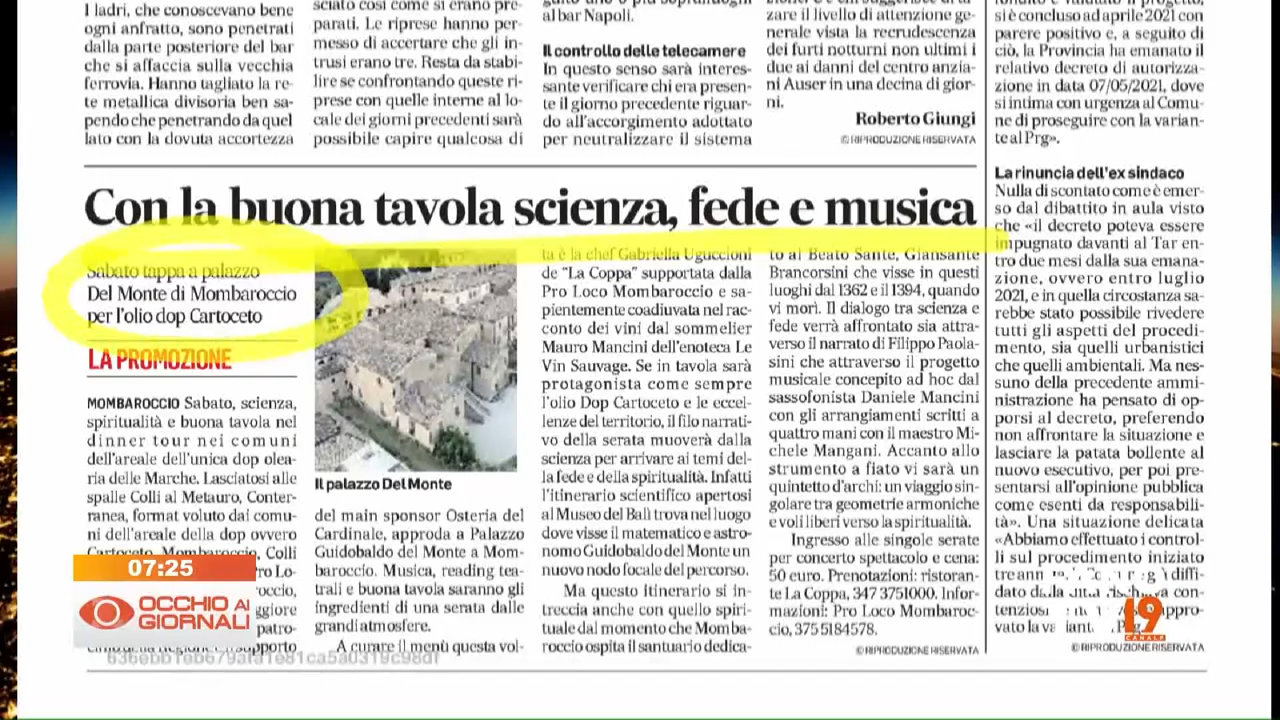 I ladri, che conoscevano bene
ogni anfratto, sono penetrati
dalla parte posteriore del bar
che si affaccia sulla vecchia
ferrovia. Hanno tagliato la re-
te metallica divisoria ben sa-
pendo che penetrando da quel
lato con la dovuta accortezza
sciato così come si erano pre-
parati. Le riprese hanno per-
messo di accertare che gli in-
trusi erano tre. Resta da stabi-
lire se confrontando queste ri-
prese con quelle interne al lo-
cale dei giorni precedenti sarà
possibile capire qualcosa di
al bar Napoli.
Il controllo delle telecamere
In questo senso sarà interes-
sante verificare chi era presen-
te il giorno precedente riguar-
do all'accorgimento adottato
per neutralizzare il sistema
zare il livello di attenzione ge-
nerale vista la recrudescenza
dei furti notturni non ultimi i
due ai danni del centro anzia-
ni Auser in una decina di gior-
ni.
Roberto Giungi
© RIPRODUZIONE RISERVATA
si è concluso ad aprile 2021 con
parere positivo e, a seguito di
ciò, la Provincia ha emanato il
relativo decreto di autorizza-
zione in data 07/05/2021, dove
si intima con urgenza al Comu-
ne di proseguire con la varian-
te al Prg».
La rinuncia dell'ex sindaco
Nulla di scontato come è emer-
so dal dibattito in aula visto
che «il decreto poteva essere
impugnato davanti al Tar en-
tro due mesi dalla sua emana-
zione, ovvero entro luglio
2021, e in quella circostanza sa-
rebbe stato possibile rivedere
tutti gli aspetti del procedi-
mento, sia quelli urbanistici
che quelli ambientali. Ma nes-
suno della precedente ammi-
nistrazione ha pensato di op-
porsi al decreto, preferendo
non affrontare la situazione e
lasciare la patata bollente al
nuovo esecutivo, per poi pre-
sentarsi all'opinione pubblica
come esenti da responsabili-
tà». Una situazione delicata
«Abbiamo effettuato i control-
li sul procedimento iniziato
tre ann diffi-
dato dalla con-
tenzios
vato la va
© RIPRODUZIONE RISERVATA
Con la buona tavola scienza, fede e musica
Sabato tappa a palazzo
Del Monte di Mombaroccio
per l'olio dop Cartoceto
LA PROMOZIONE
MOMBAROCCIO Sabato, scienza,
spiritualità e buona tavola nel
dinner tour nei comuni
dell'areale dell'unica dop olea-
ria delle Marche. Lasciatosi alle
spalle Colli al Metauro, Conter-
ranea, format voluto dai comu-
ni dell'areale della dop ovvero
Cartoceto, Mombaroccio, Colli
Il palazzo Del Monte
del main sponsor Osteria del
Cardinale, approda a Palazzo
Guidobaldo del Monte a Mom-
baroccio. Musica, reading tea-
trali e buona tavola saranno gli
ingredienti di una serata dalle
grandi atmosfere.
A curare il menù questa vol-
ta è la chef Gabriella Uguccioni
de "La Coppa" supportata dalla
Pro Loco Mombaroccio e sa-
pientemente coadiuvata nel rac-
conto dei vini dal sommelier
Mauro Mancini dell'enoteca Le
Vin Sauvage. Se in tavola sarà
protagonista come sempre
l'olio Dop Cartoceto e le eccel-
lenze del territorio, il filo narrati-
vo della serata muoverà dalla
scienza per arrivare ai temi del-
la fede e della spiritualità. Infatti
l'itinerario scientifico apertosi
al Museo del Balì trova nel luogo
dove visse il matematico e astro-
nomo Guidobaldo del Monte un
nuovo nodo focale del percorso.
Ma questo itinerario si in-
treccia anche con quello spiri-
tuale dal momento che Momba-
roccio ospita il santuario dedica-
to al Beato Sante, Giansante
Brancorsini che visse in questi
luoghi dal 1362 e il 1394, quando
vi morì. Il dialogo tra scienza e
fede verrà affrontato sia attra-
verso il narrato di Filippo Paola-
sini che attraverso il progetto
musicale concepito ad hoc dal
sassofonista Daniele Mancini
con gli arrangiamenti scritti a
quattro mani con il maestro Mi-
chele Mangani. Accanto allo
strumento a fiato vi sarà un
quintetto d'archi: un viaggio sin-
golare tra geometrie armoniche
e voli liberi verso la spiritualità.
Ingresso alle singole serate
per concerto spettacolo e cena:
50 euro. Prenotazioni: ristoran-
te La Coppa, 347 3751000. Infor-
mazioni: Pro Loco Mombaroc-
cio, 375 5184578.
© RIPRODUZIONE RISERVATA
07:25
OCCHIO AI
GIORNALI
19
CANALE